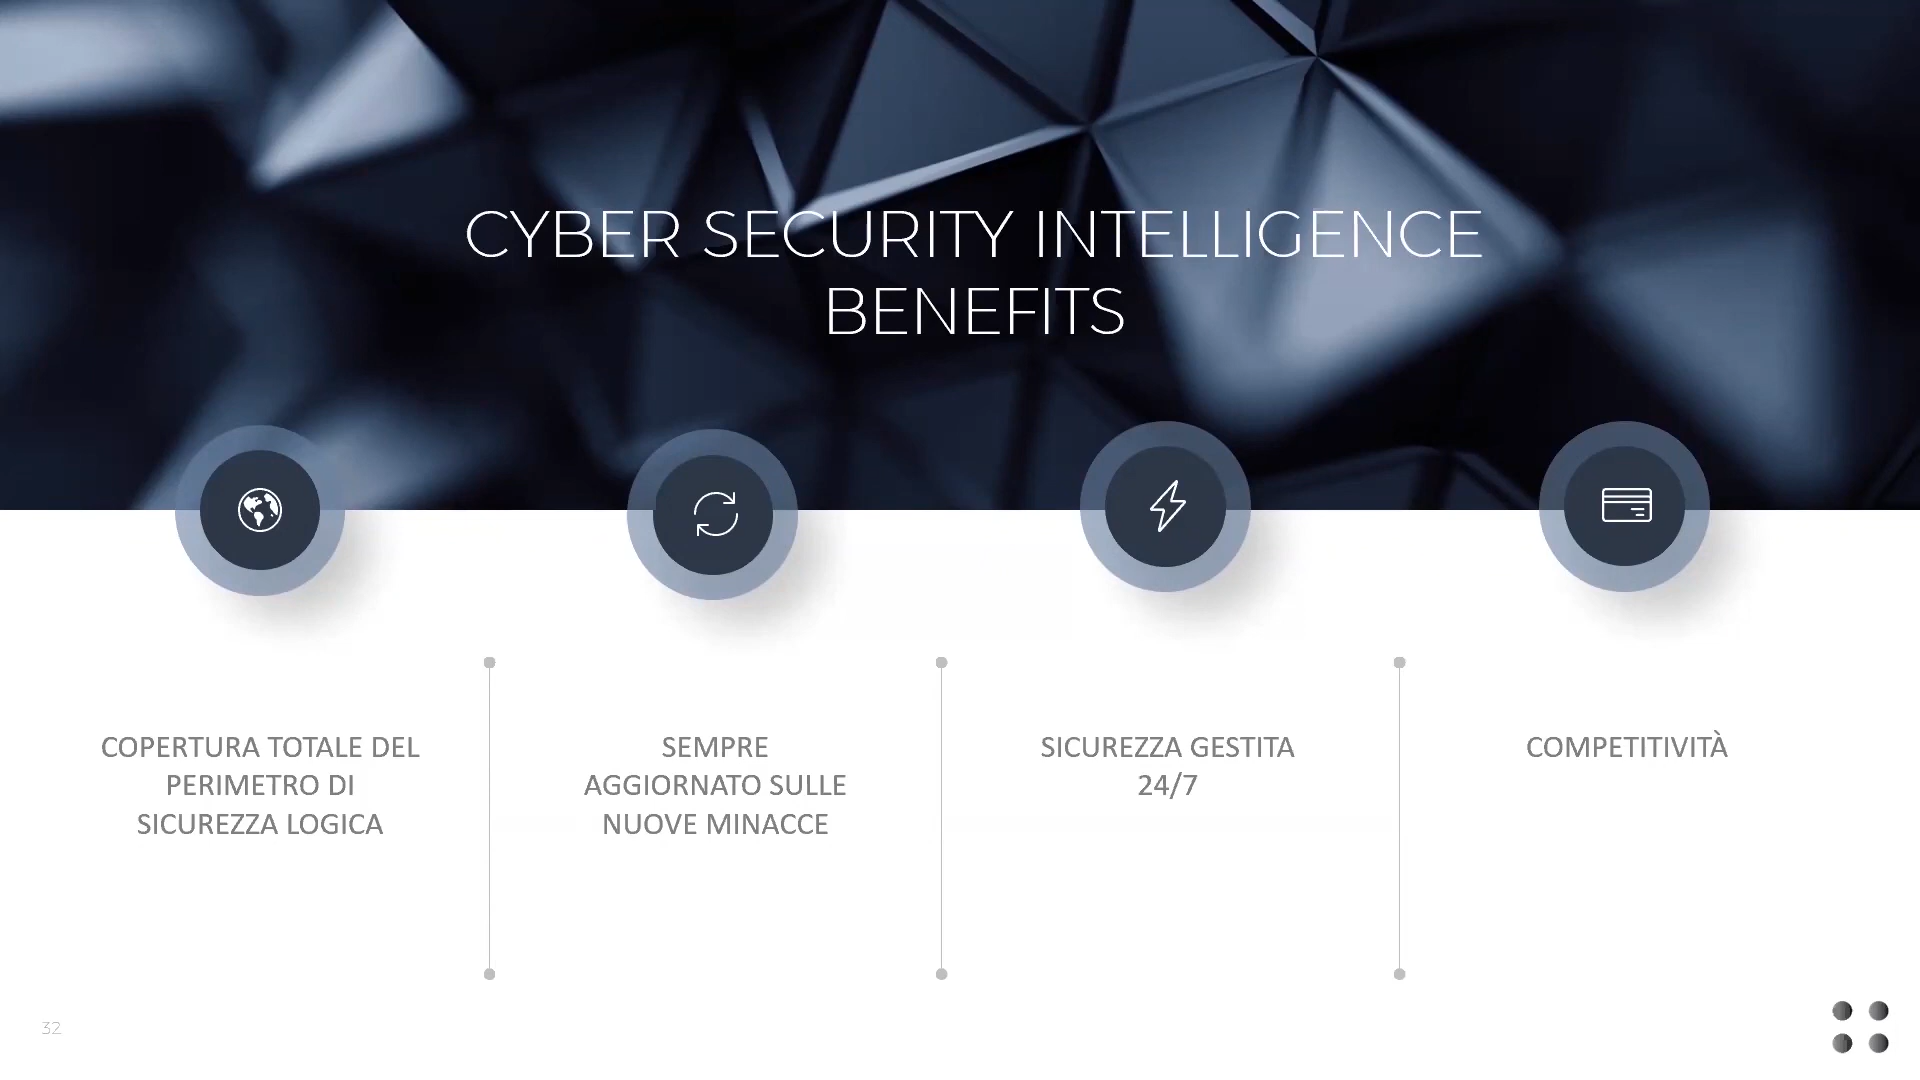 CYBER SECURITY INTELLIGENCE
BENEFITS
COPERTURA TOTALE DEL
PERIMETRO DI
SICUREZZA LOGICA
SEMPRE
AGGIORNATO SULLE
NUOVE MINACCE
SICUREZZA GESTITA
24/7
COMPETITIVITÀ
32